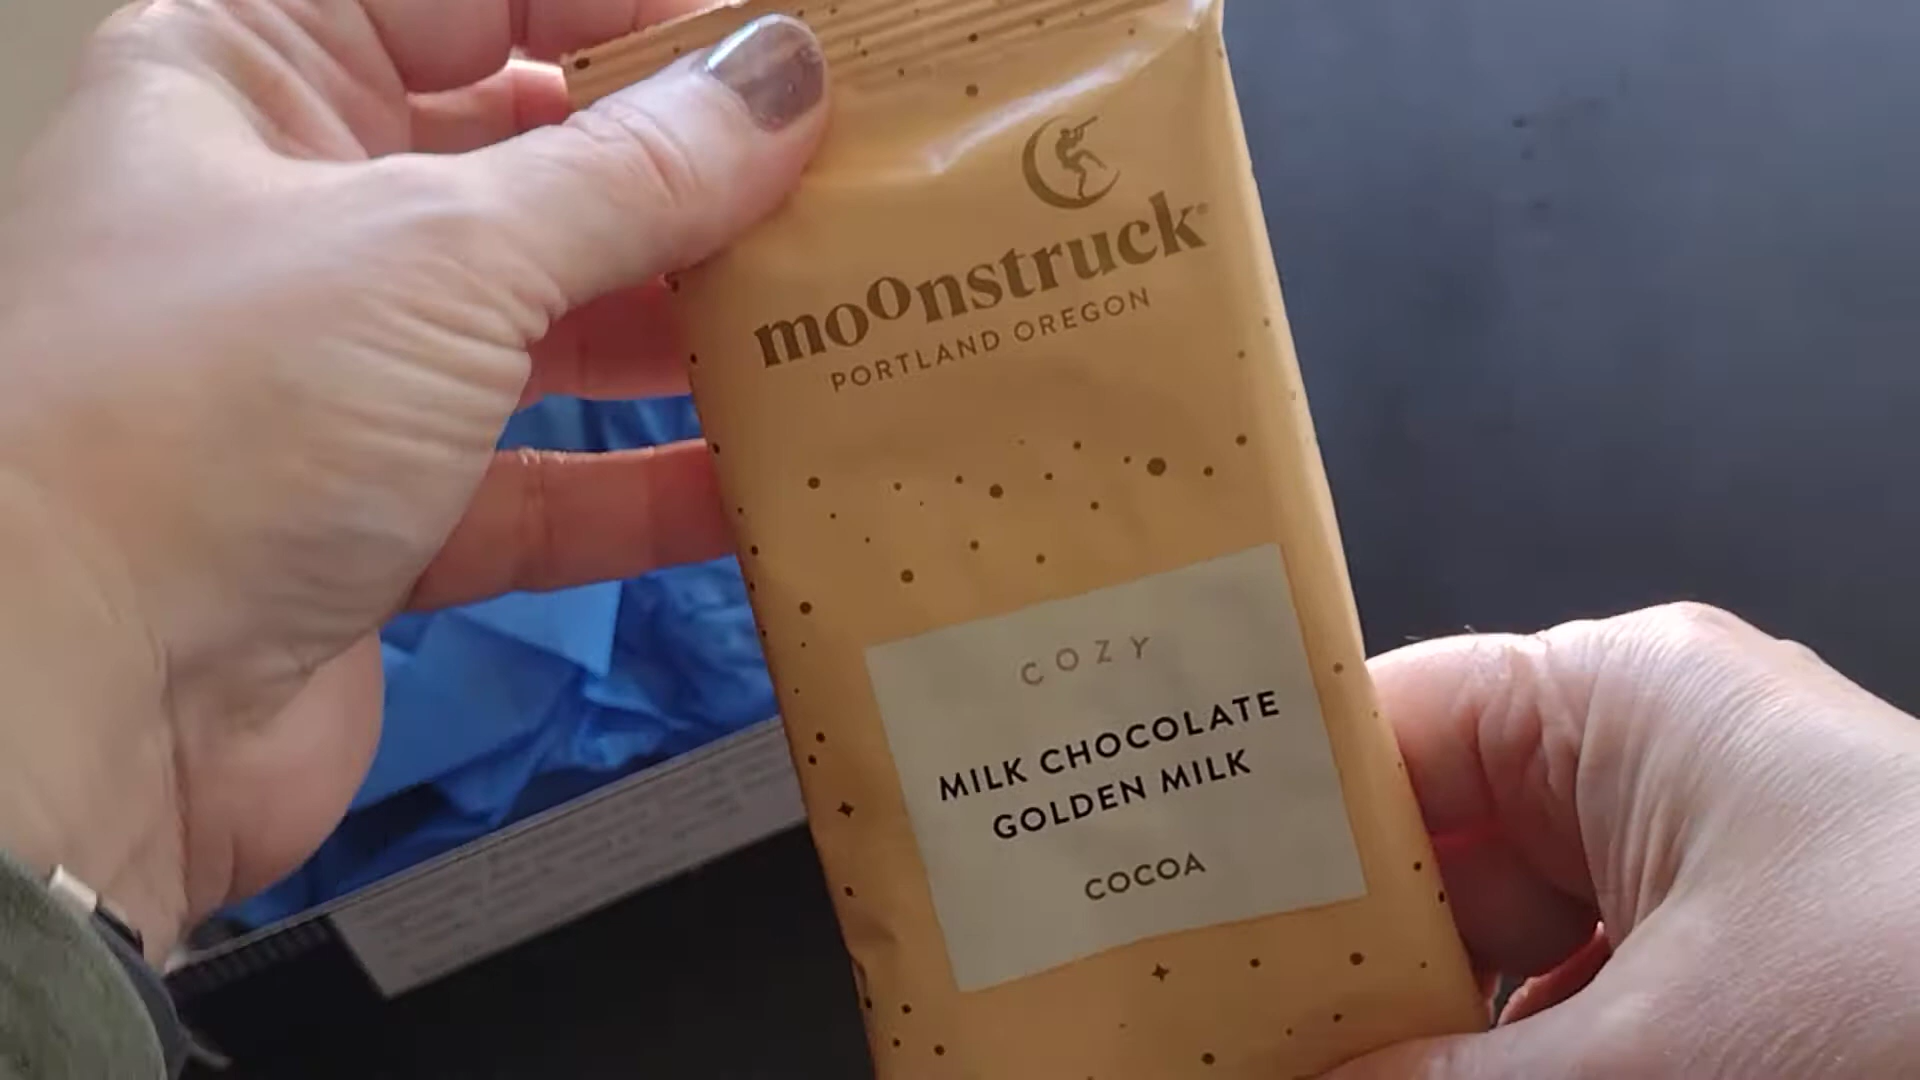 moonstruck®
PORTLAND OREGON
COZY
MILK CHOCOLATE
GOLDEN MILK
COCOA